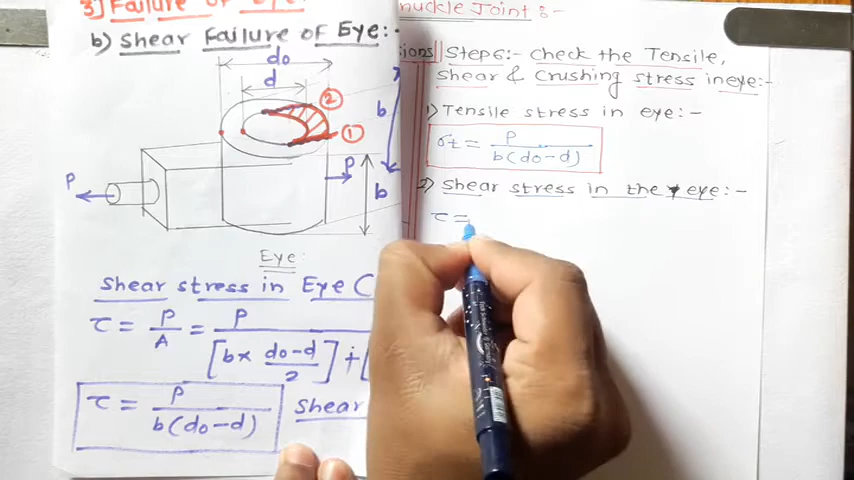 3) Failure of Eye:-
b) Shear Failure of Eye:-
do
d
②
①
b
P
P
b
Eye:
Shear stress in Eye (
τ = P/A = P/[b× do-d/2]+[
τ = P/b(do-d) Shear
nuckle Joint:-
Step6:- Check the Tensile,
Shear & Crushing stress in eye:-
1) Tensile stress in eye:-
σt = P/b(do-d)
2) Shear stress in the eye:-
τ =